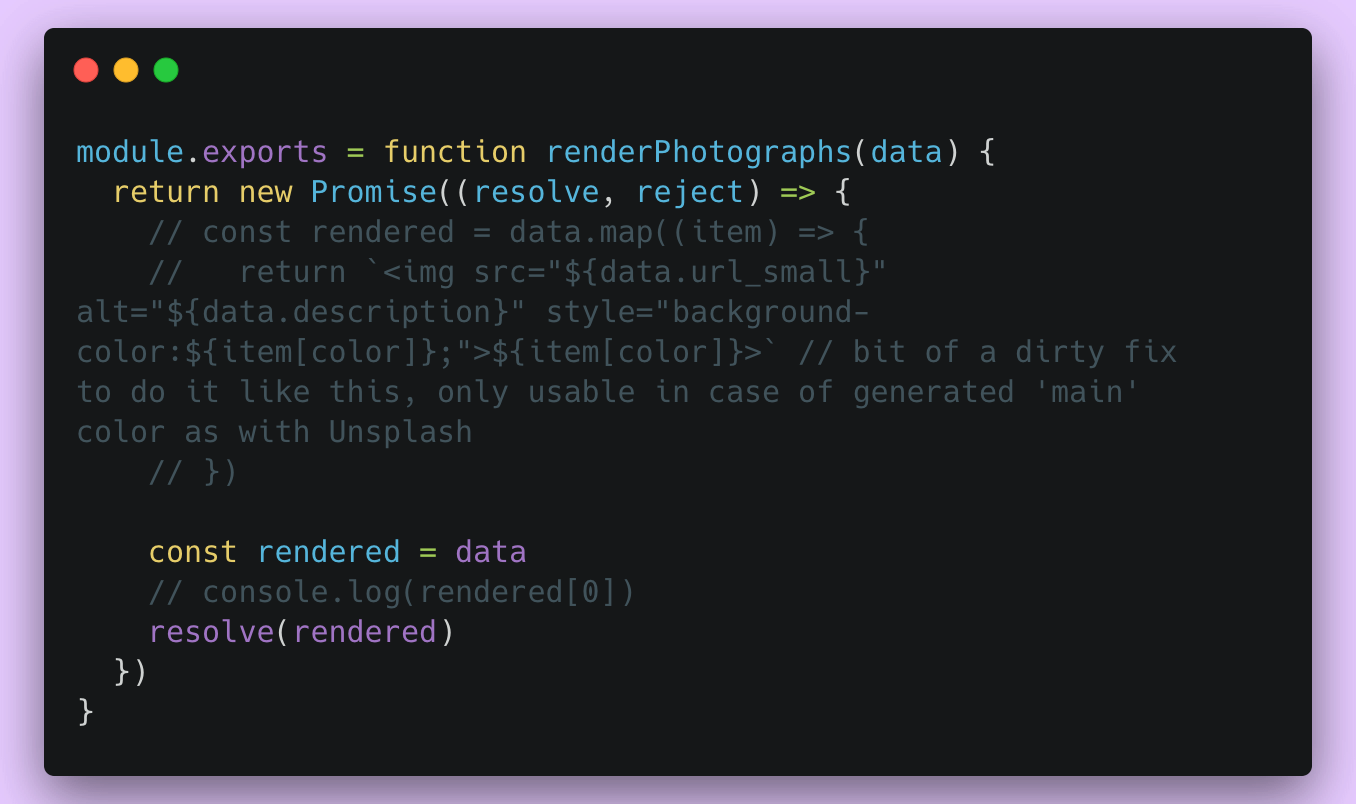 module.exports = function renderPhotographs(data) {
  return new Promise((resolve, reject) => {
    // const rendered = data.map((item) => {
    //   return `<img src="${data.url_small}"
alt="${data.description}" style="background-
color:${item[color]};">${item[color]}>` // bit of a dirty fix
to do it like this, only usable in case of generated 'main'
color as with Unsplash
    // })

    const rendered = data
    // console.log(rendered[0])
    resolve(rendered)
  })
}